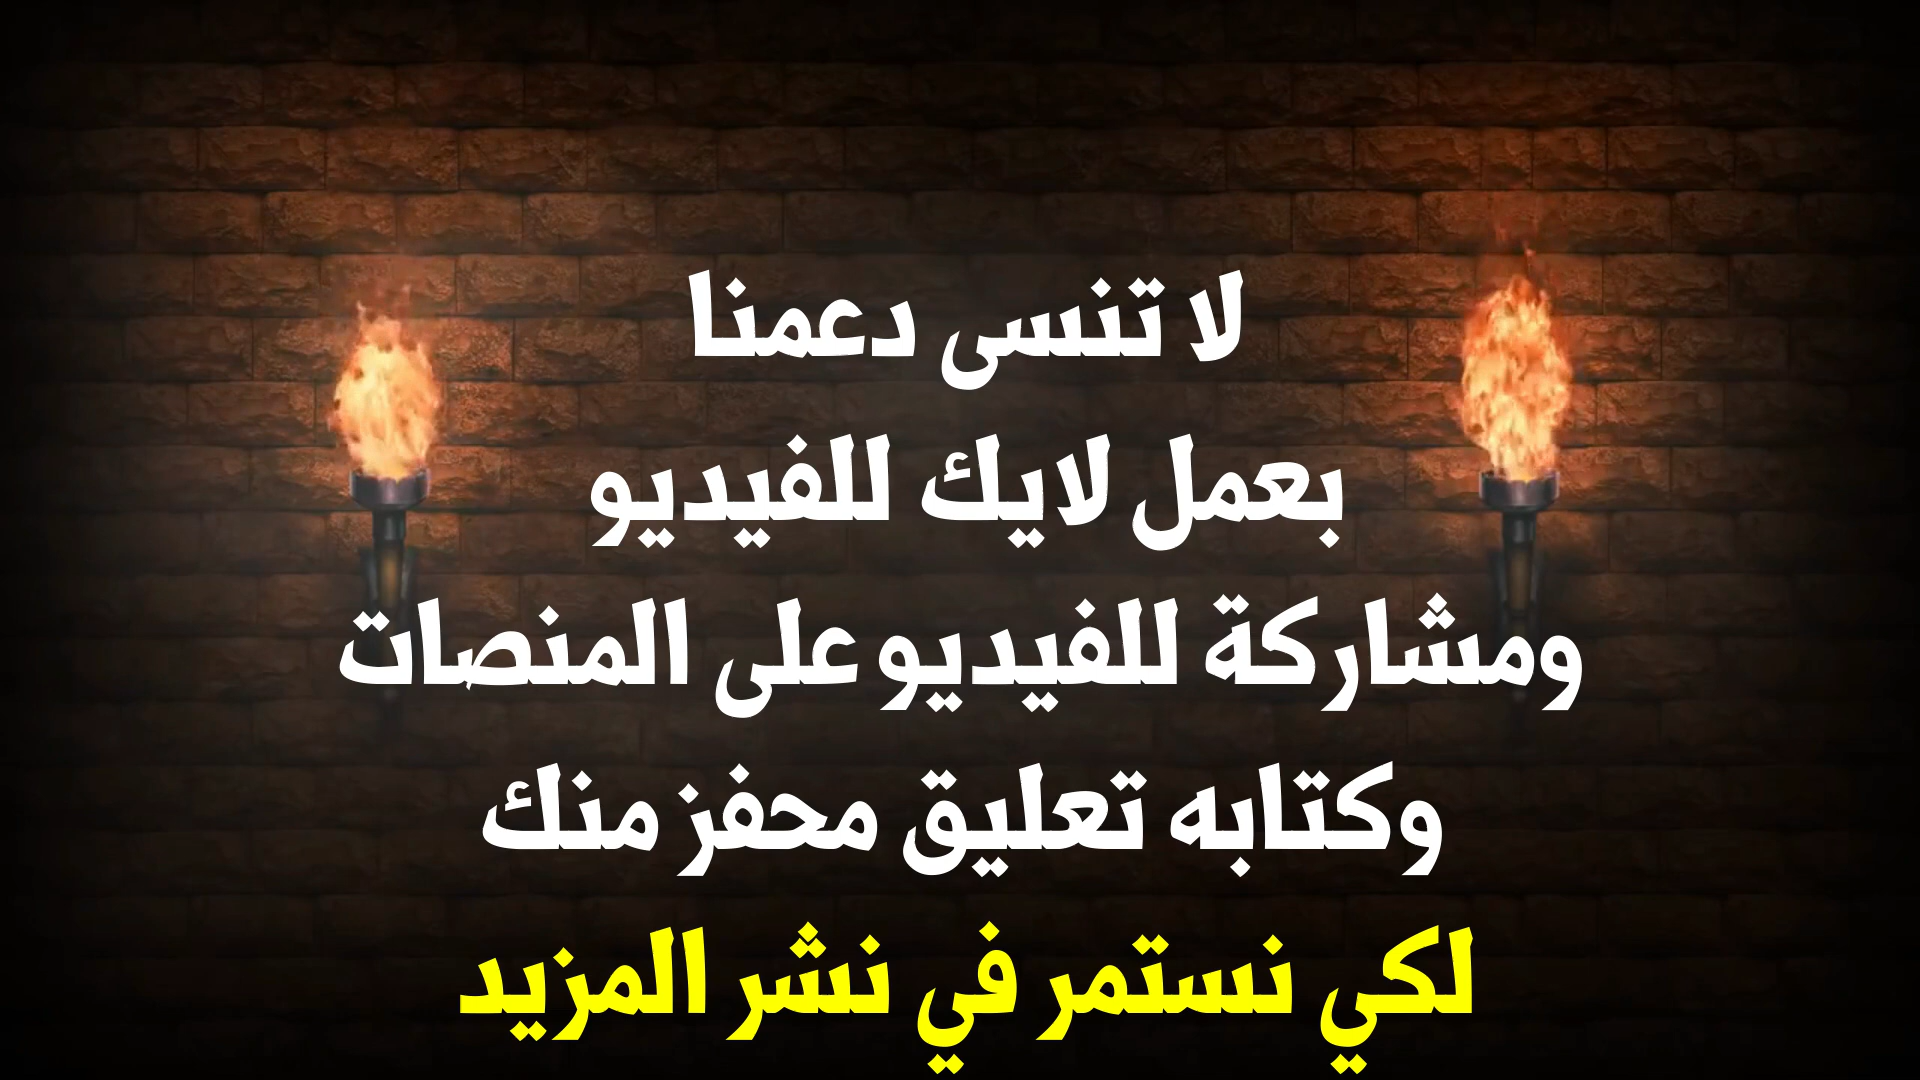 لا تنسى دعمنا
بعمل لايك للفيديو
ومشاركة للفيديو على المنصات
وكتابه تعليق محفز منك
لكي نستمر في نشر المزيد